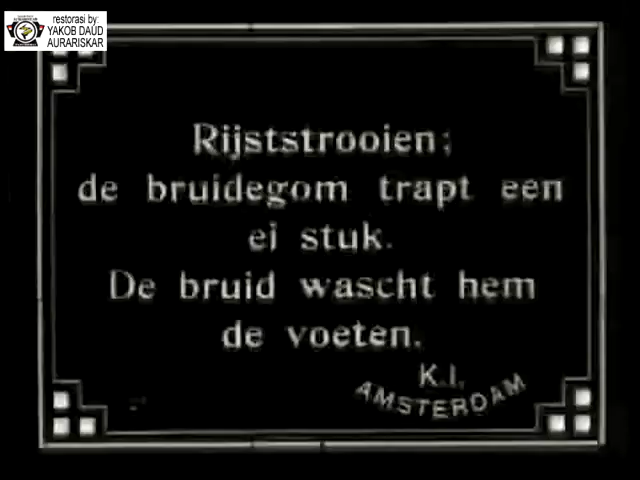 restorasi by:
YAKOB DAUD
AURARISKAR
Rijststrooien;
de bruidegom trapt een
ei stuk.
De bruid wascht hem
de voeten.
K.I.
AMSTERDAM